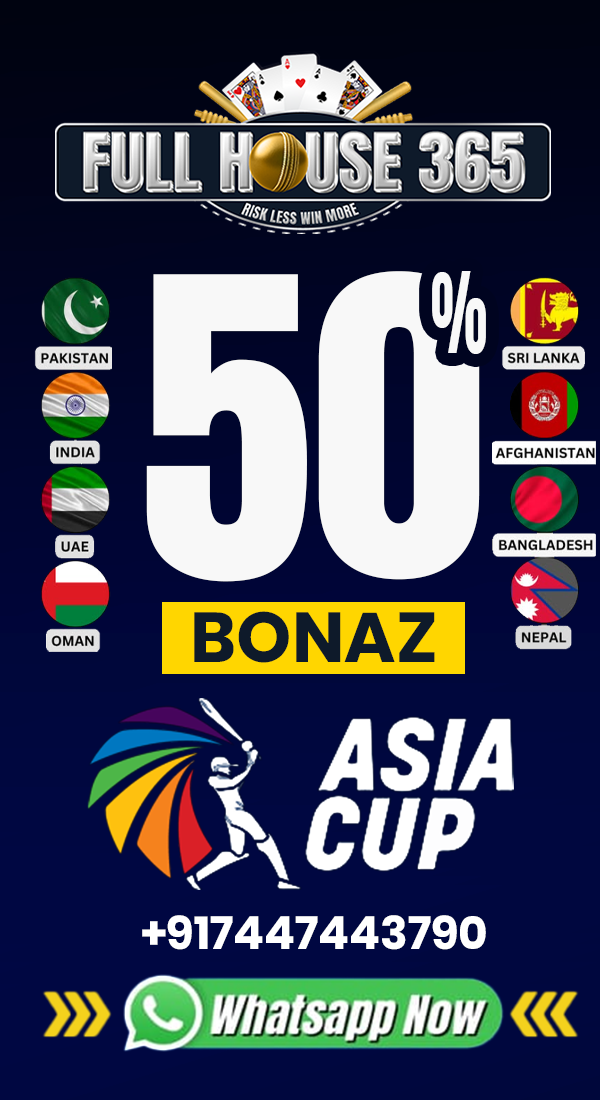 FULL HOUSE 365
RISK LESS WIN MORE
50%
PAKISTAN
SRI LANKA
INDIA
AFGHANISTAN
UAE
BANGLADESH
OMAN
NEPAL
BONAZ
ASIA
CUP
+917447443790
Whatsapp Now